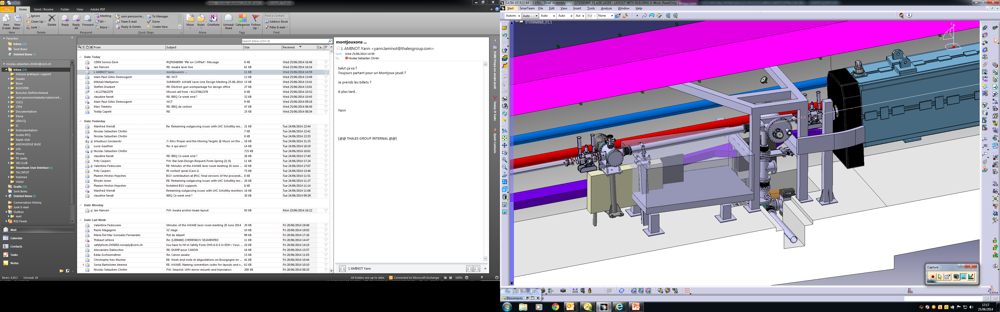 Inbox - nicolas.sebastien.chritin@cern.ch - Microsoft Outlook
File Home Send / Receive Folder View Adobe PDF
New E-mail
New Items
Ignore
Clean Up
Junk
Delete
Reply
Reply All
Forward
Meeting
IM
More
cern pension/m...
Team E-mail
Reply & Delete
To Manager
Done
Create New
Move
Rules
OneNote
Unread/ Read
Categorize
Follow Up
Find a Contact
Address Book
Filter E-mail
New Delete Respond Quick Steps Move Tags Find
Favorites
Inbox (24)
Sent Items
Deleted Items (7)
nicolas.sebastien.chritin@cern.ch
Inbox (24)
Astuces pratiques support
Awake
Biere
BOOSTER
Buncher Steffen/Ahmed
cern pension/maladie/salaire/ert...
CLIC1
CTF3
Documentation
Elena
GRACQ
IC
Instrumentation
Isolde RFQ
Kayak club
kNOWLEDGE BASE
LHC
Phone
PS cavity
SKI CLUB
Smarteam User Interface (1)
TAC/NTOF
trainnee
Victor
Drafts [50]
Sent Items
Deleted Items (7)
Conversation History
Junk E-mail
Outbox
mail
RSS Feeds
Mail
Calendar
Contacts
Tasks
Notes
Items: 4,912 Unread: 24
Search Inbox (Ctrl+E)
From Subject Size Received Ca...
Date: Today
CERN Service Desk RQF0348090 "Pbl on CATPart": Message 8 KB Wed 25/06/2014 16:46
Jan Hansen RE: Awake laser line 61 KB Wed 25/06/2014 16:16
L AMINOT Yann montjouxons ... 11 KB Wed 25/06/2014 14:59
Alain Paul Gilles Demougeot RE: WCT 12 KB Wed 25/06/2014 13:49
Mikhail Martyanov SUMMARY: AWAKE Laser Line Design Meeting 25-06-2014 15 KB Wed 25/06/2014 13:41
Steffen Doebert RE: Electron gun workpackage for design office 27 KB Wed 25/06/2014 13:01
+41227662379 Missed call from +41227662379 8 KB Wed 25/06/2014 10:52
claudine favrat RE: BBQ Ce week end ? 32 KB Wed 25/06/2014 10:45
Alain Paul Gilles Demougeot WCT 9 KB Wed 25/06/2014 09:18
Marc Timmins RE: BBQ de section 47 KB Wed 25/06/2014 08:40
Teddy Capelli RE: 25 KB Wed 25/06/2014 08:34
Date: Yesterday
Manfred Wendt Re: Remaining outgassing issues with LHC Schottky mo... 21 KB Tue 24/06/2014 22:44
Nicolas Sebastien Chritin 7 KB Tue 24/06/2014 22:41
Nicolas Sebastien Chritin 8 KB Tue 24/06/2014 22:33
Arkadiusz Gorzawski /!\ Miss Proper and the Moving Targets @ Music on the ... 18 KB Tue 24/06/2014 21:25
Lucie Gauthier Re: A qui alors? 14 KB Tue 24/06/2014 18:19
Nicolas Sebastien Chritin 725 KB Tue 24/06/2014 18:01
claudine favrat RE: BBQ Ce week end ? 26 KB Tue 24/06/2014 17:40
Fritz Caspers FW: Bal-Seal-Design-Request-Form-Spring (2) (3) 11 KB Tue 24/06/2014 17:24
Valentine Fedosseev RE: Minutes of the AWAKE laser room meeting 20 June ... 43 KB Tue 24/06/2014 17:07
Fritz Caspers Rf contact spiral (Case 1) 75 KB Tue 24/06/2014 13:46
Plamen Hristov Hopchev BGV contribution at IPAC: final versions of the proceedi... 8 KB Tue 24/06/2014 11:51
Rhodri Jones RE: Remaining outgassing issues with LHC Schottky mo... 20 KB Tue 24/06/2014 11:27
Plamen Hristov Hopchev Installed BGV supports 8 KB Tue 24/06/2014 11:14
Manfred Wendt Remaining outgassing issues with LHC Schottky monitors 16 KB Tue 24/06/2014 11:06
claudine favrat BBQ Ce week end ? 20 KB Tue 24/06/2014 09:29
Date: Monday
Jan Hansen FW: Awake proton beam layout 93 KB Mon 23/06/2014 16:22
Date: Last Week
Valentine Fedosseev Minutes of the AWAKE laser room meeting 20 June 2014 20 KB Fri 20/06/2014 19:48
Paolo Magagnin XZ stage 10 KB Fri 20/06/2014 19:03
Maria Del Mar Gonzalez Fernandez Pot de départ 99 KB Fri 20/06/2014 17:26
Thibaut Lefevre Re: [1289480] CHERENKOV SEGMENTED 11 KB Fri 20/06/2014 14:47
safetyform.OHS003.noreply@cern.ch You have to fill in Safety Form OHS-0-0-3 in EDH / Vous ... 10 KB Fri 20/06/2014 14:10
Alessandro Dallocchio RE: DUMP pour CANON 16 KB Fri 20/06/2014 13:57
Edda Gschwendtner Re: Canon awake 15 KB Fri 20/06/2014 11:05
Christophe Yves Mucher RE: Week-end visite et dégustations en Bourgogne en ... 41 KB Fri 20/06/2014 10:44
Sonia Bartolome Jimenez RE: AWAKE: Naming convention codes for layouts and v... 62 KB Fri 20/06/2014 10:10
Nicolas Sebastien Chritin FW: SmarAct: UHV mirror mounts and translators 200 KB Fri 20/06/2014 08:33
montjouxons ...
L AMINOT Yann <yann.laminot@thalesgroup.com>
Sent: Wed 25/06/2014 14:59
To: Nicolas Sebastien Chritin
Salut ça va ?
Toujours partant pour un Montjoux jeudi ?
Je prends les billets ?
A plus tard .
Yann
[@@ THALES GROUP INTERNAL @@]
L'AMINOT Yann
15:00: Prepa rez awake jeudi
Today: 0 Tasks
Quick Contacts
All folders are up to date. Connected to Microsoft Exchange 100%
CATIA V5 R23 64 - CERN : Small Assembly - - - [ST0585969_01 a.00 LASER - LAYOUT WITH BUILDING In Work (ReadOnly) ]
Start SmarTeam File Edit View Insert Tools Analyze Window Help
Autom. Auto Auto Auto Aut Aut None
ST0586868_01.1
z
y
ABC
Capture
Documents
CATIA
17:17
25/06/2014